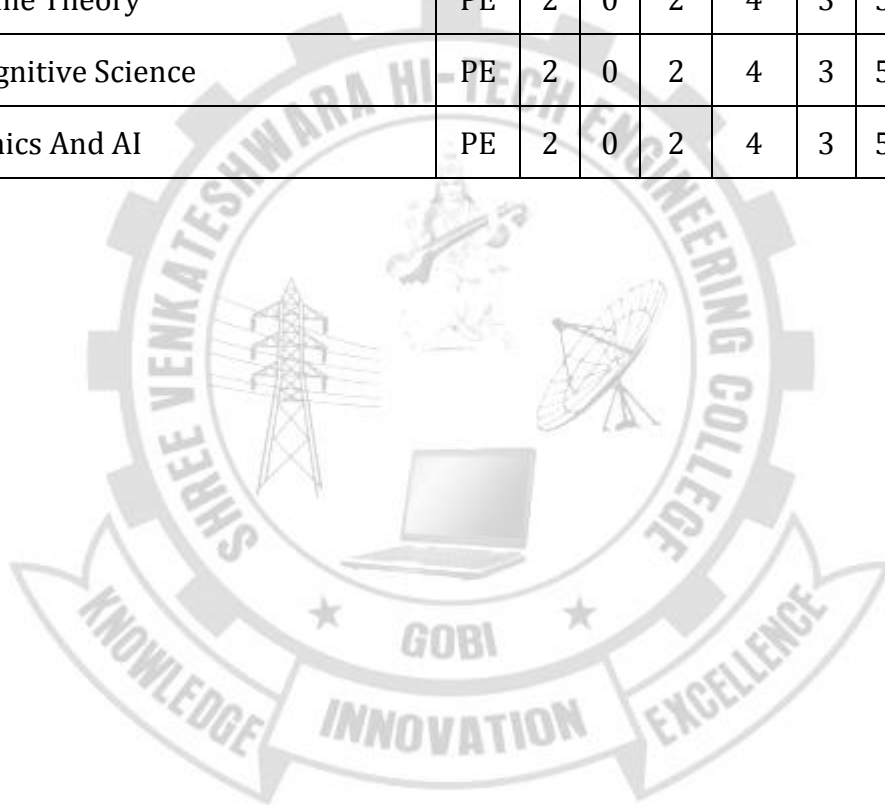 me Theory PE 2 0 2 4 3 5
gnitive Science PE 2 0 2 4 3 5
nics And AI PE 2 0 2 4 3 5
SHREE VENKATESHWARA HI-TECH ENGINEERING COLLEGE
GOBI
KNOWLEDGE INNOVATION EXCELLENCE